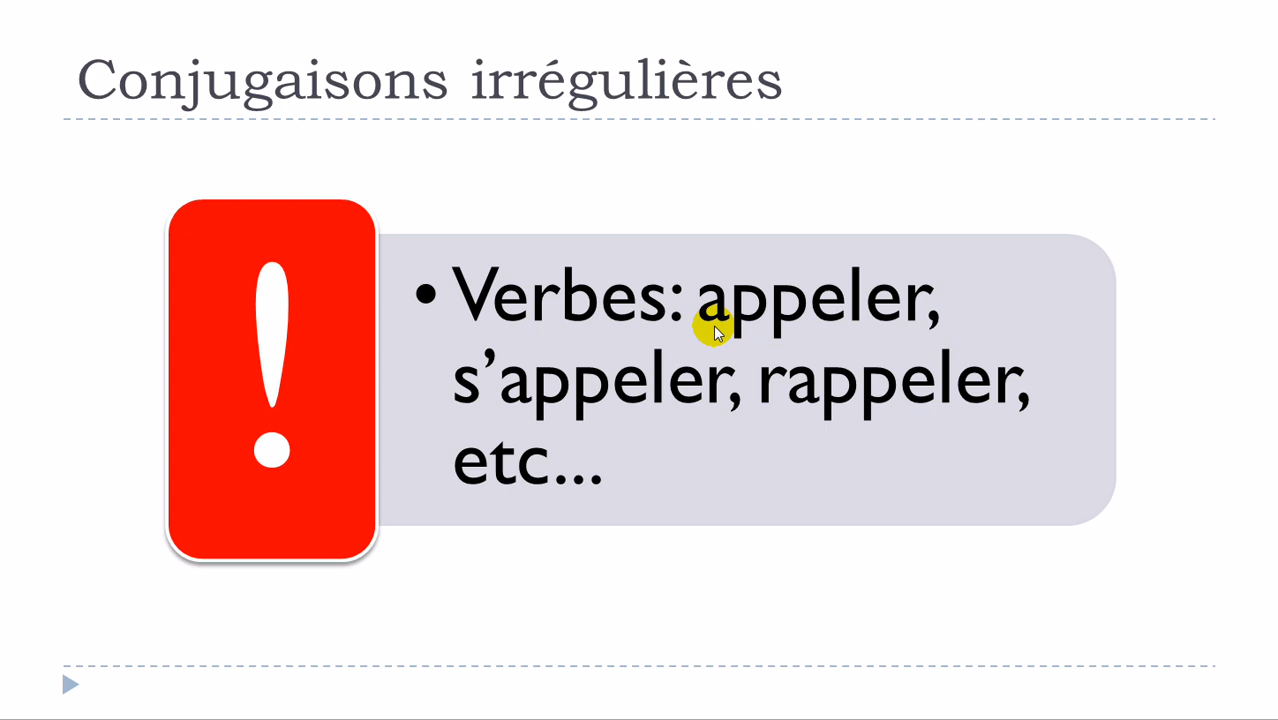 Conjugaisons irrégulières
!
• Verbes: appeler,
s’appeler, rappeler,
etc...